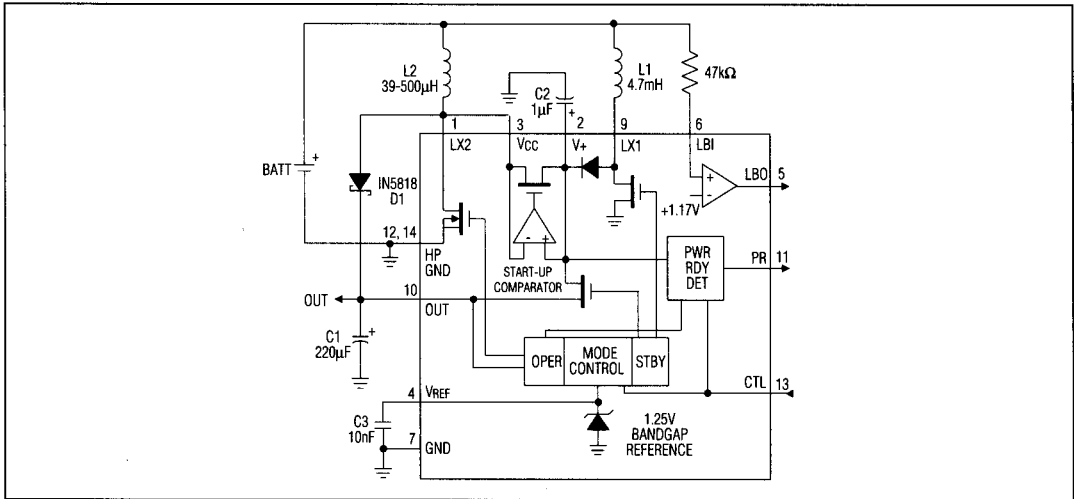 L2
39-500µH
C2
1µF
L1
4.7mH
47kΩ
+
1
3
2
9
6
LX2
VCC
V+
LX1
LBI
BATT
+
IN5818
D1
+
-
LBO 5
+1.17V
12, 14
HP
GND
- +
START-UP
COMPARATOR
PWR
RDY
DET
PR 11
OUT
10
OUT
C1
220µF
+
OPER
MODE
CONTROL
STBY
CTL 13
4 VREF
C3
10nF
7 GND
1.25V
BANDGAP
REFERENCE